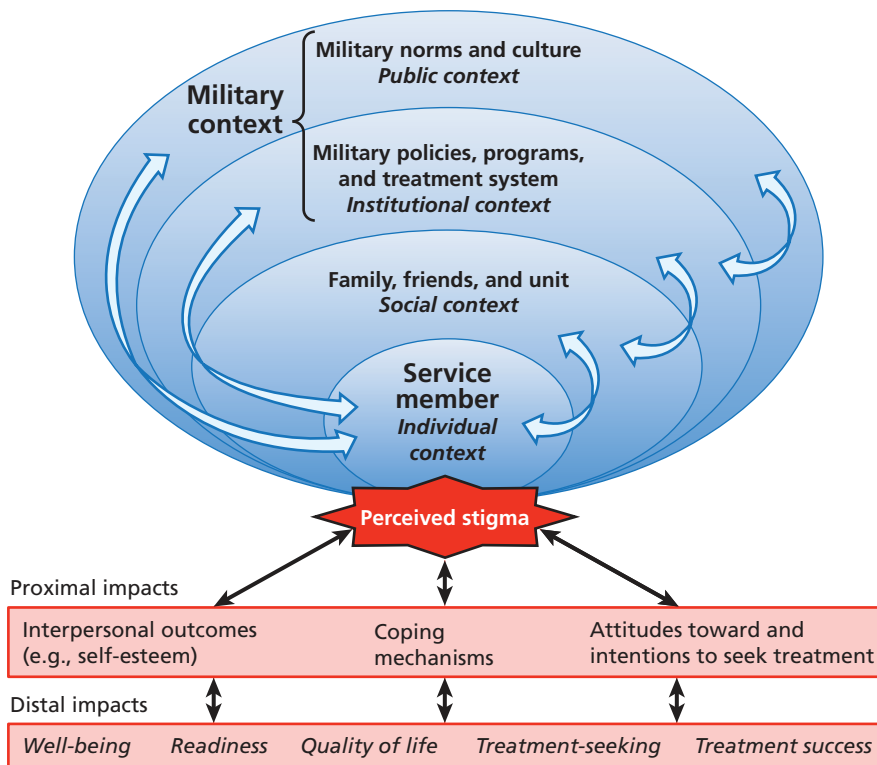 Military norms and culture
Public context
Military
context
Military policies, programs,
and treatment system
Institutional context
Family, friends, and unit
Social context
Service
member
Individual
context
Perceived stigma
Proximal impacts
Interpersonal outcomes
(e.g., self-esteem)
Coping
mechanisms
Attitudes toward and
intentions to seek treatment
Distal impacts
Well-being Readiness Quality of life Treatment-seeking Treatment success